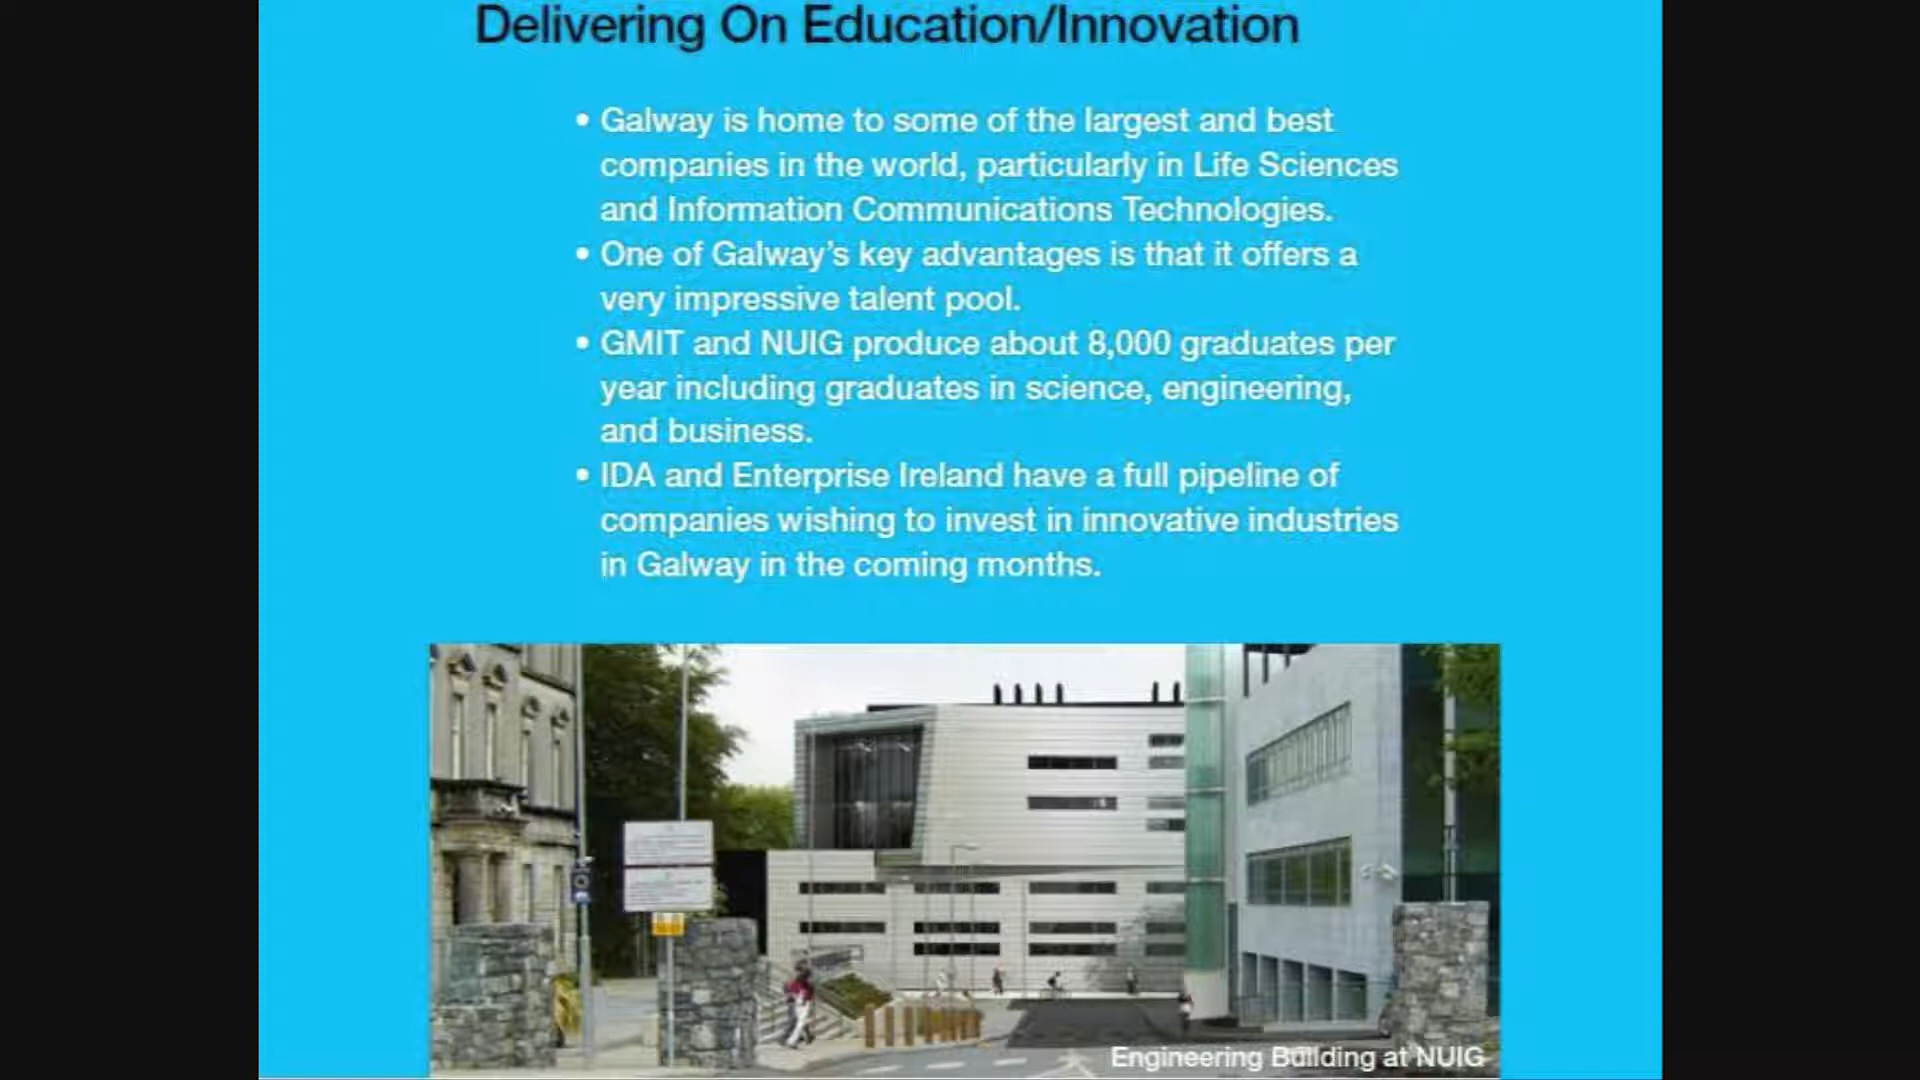 Delivering On Education/Innovation
• Galway is home to some of the largest and best
companies in the world, particularly in Life Sciences
and Information Communications Technologies.
• One of Galway’s key advantages is that it offers a
very impressive talent pool.
• GMIT and NUIG produce about 8,000 graduates per
year including graduates in science, engineering,
and business.
• IDA and Enterprise Ireland have a full pipeline of
companies wishing to invest in innovative industries
in Galway in the coming months.
Engineering Building at NUIG